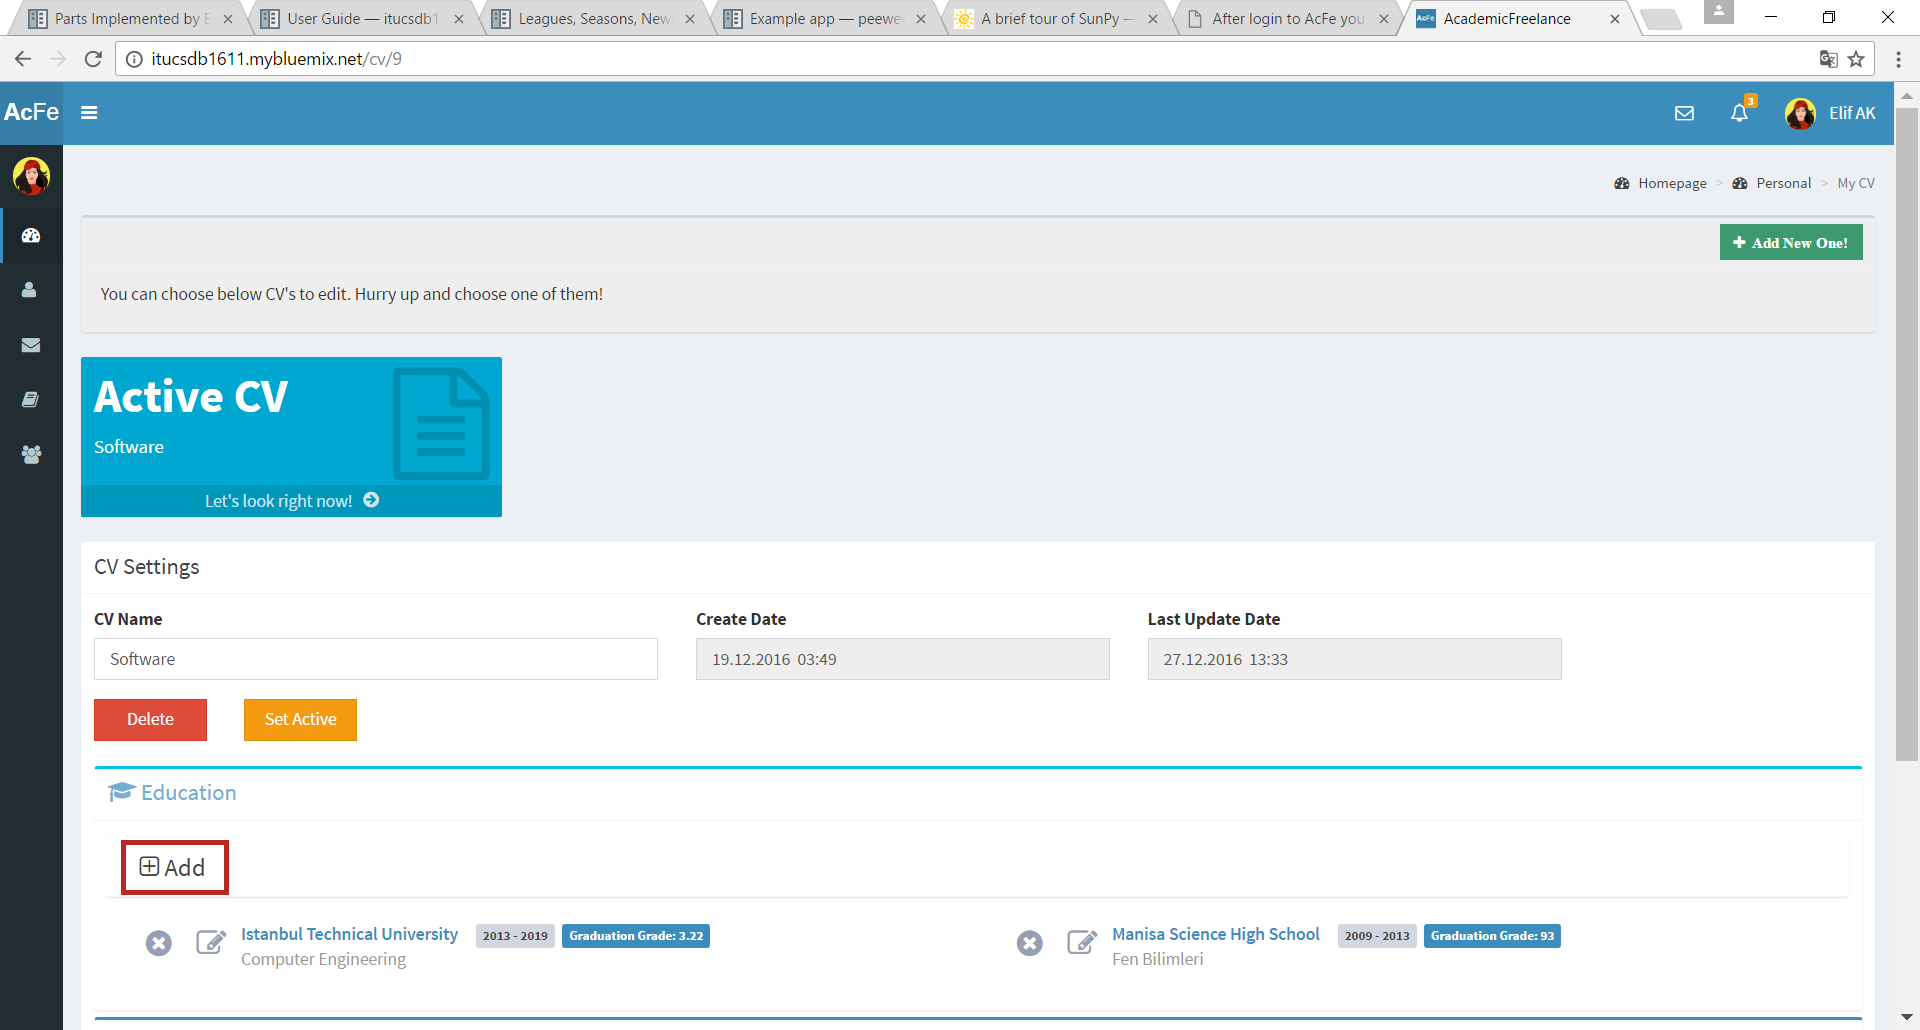 Parts Implemented by E
User Guide — itucsdb1
Leagues, Seasons, New
Example app — peewe
A brief tour of SunPy —
After login to AcFe you
AcFe AcademicFreelance
itucsdb1611.mybluemix.net/cv/9
AcFe
3
Elif AK
Homepage > Personal > My CV
Add New One!
You can choose below CV's to edit. Hurry up and choose one of them!
Active CV
Software
Let's look right now!
CV Settings
CV Name
Create Date
Last Update Date
Software
19.12.2016 03:49
27.12.2016 13:33
Delete
Set Active
Education
Add
Istanbul Technical University 2013 - 2019 Graduation Grade: 3.22
Computer Engineering
Manisa Science High School 2009 - 2013 Graduation Grade: 93
Fen Bilimleri